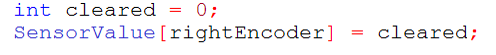 int cleared = 0;
SensorValue[rightEncoder] = cleared;